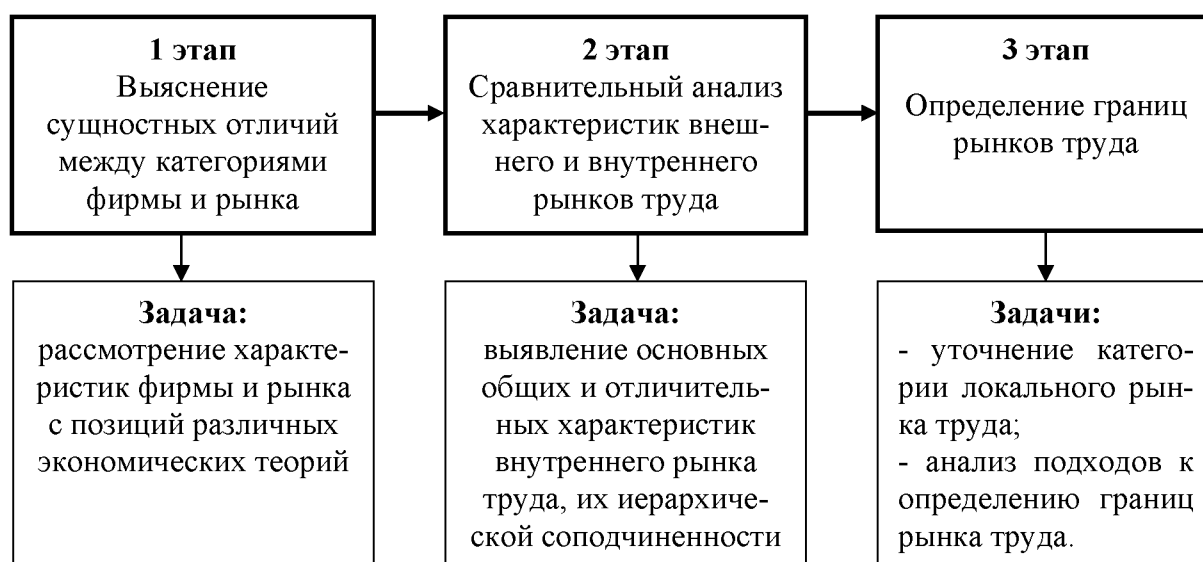 1 этап
Выяснение
сущностных отличий
между категориями
фирмы и рынка
2 этап
Сравнительный анализ
характеристик внеш-
него и внутреннего
рынков труда
3 этап
Определение границ
рынков труда
Задача:
рассмотрение характе-
ристик фирмы и рынка
с позиций различных
экономических теорий
Задача:
выявление основных
общих и отличитель-
ных характеристик
внутреннего рынка
труда, их иерархиче-
ской соподчиненности
Задачи:
- уточнение катего-
рии локального рын-
ка труда;
- анализ подходов к
определению границ
рынка труда.